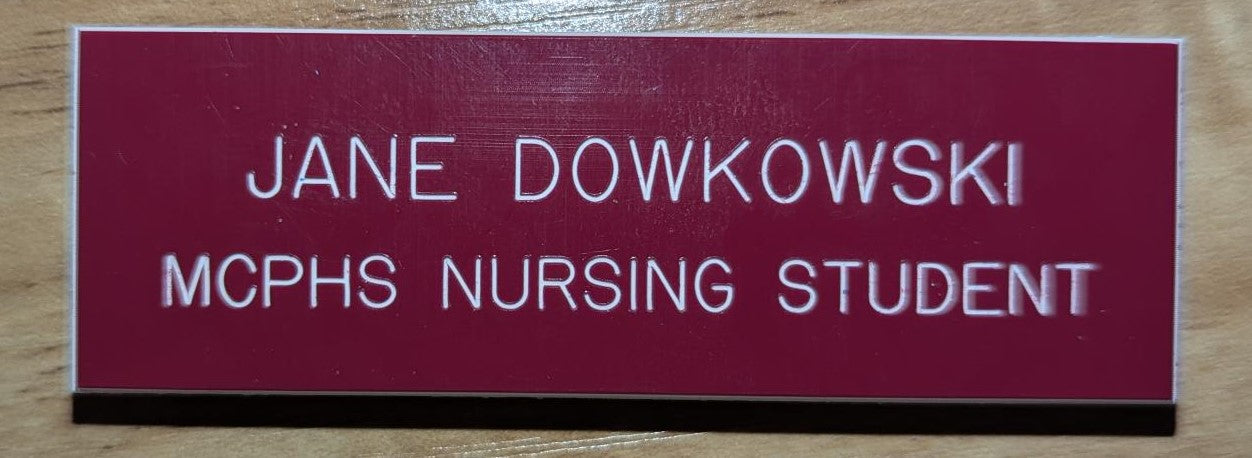 JANE DOWKOWSKI
MCPHS NURSING STUDENT